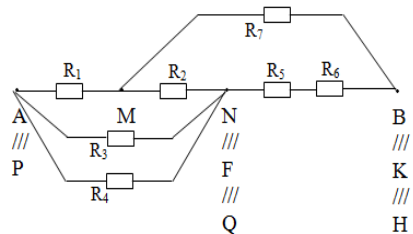 R7
R1 R2 R5 R6
A M N B
/// R3 /// ///
P F K
R4 /// ///
Q H